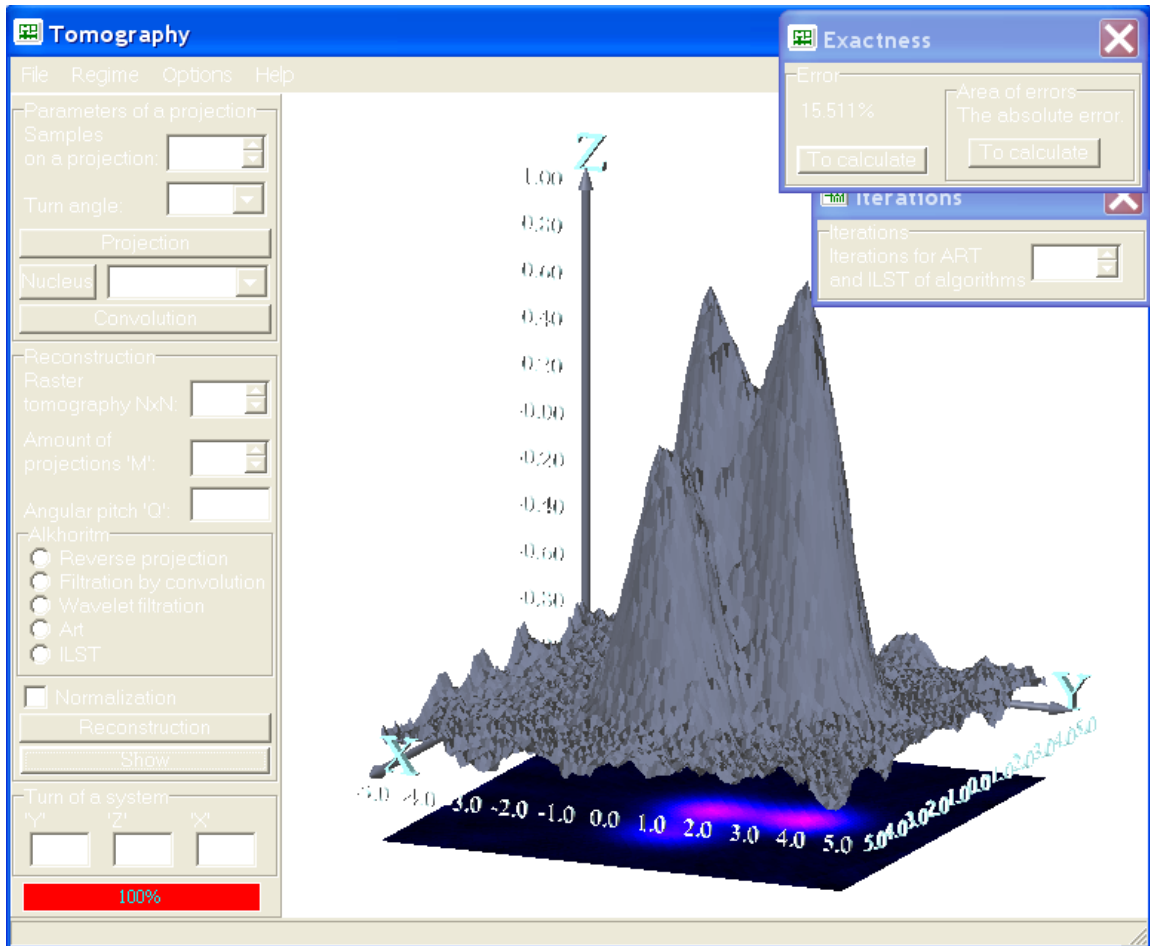 Tomography
File Regime Options Help
Parameters of a projection
Samples
on a projection:
Turn angle:
Projection
Nucleus
Convolution
Reconstruction
Raster
tomography NxN:
Amount of
projections 'M':
Angular pitch 'Q':
Alkhoritm
Reverse projection
Filtration by convolution
Wavelet filtration
Art
ILST
Normalization
Reconstruction
Show
Turn of a system
'Y' 'Z' 'X'
100%
Exactness
Error
15.511%
To calculate
Area of errors
The absolute error.
To calculate
Iterations
Iterations
Iterations for ART
and ILST of algorithms
Z
1.00
0.80
0.60
0.40
0.20
-0.00
-0.20
-0.40
-0.60
-0.80
X
Y
-5.0 -4.0 -3.0 -2.0 -1.0 0.0 1.0 2.0 3.0 4.0 5.0